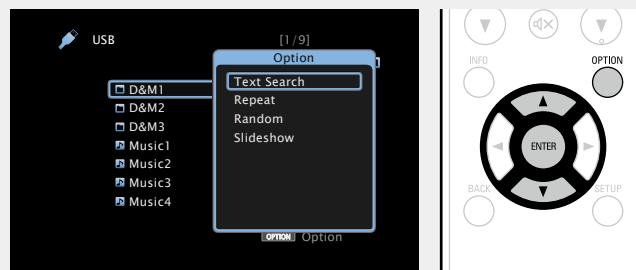 USB
[1/9]
Option
D&M1
D&M2
D&M3
Music1
Music2
Music3
Music4
Text Search
Repeat
Random
Slideshow
OPTION Option
INFO
OPTION
ENTER
BACK
SETUP